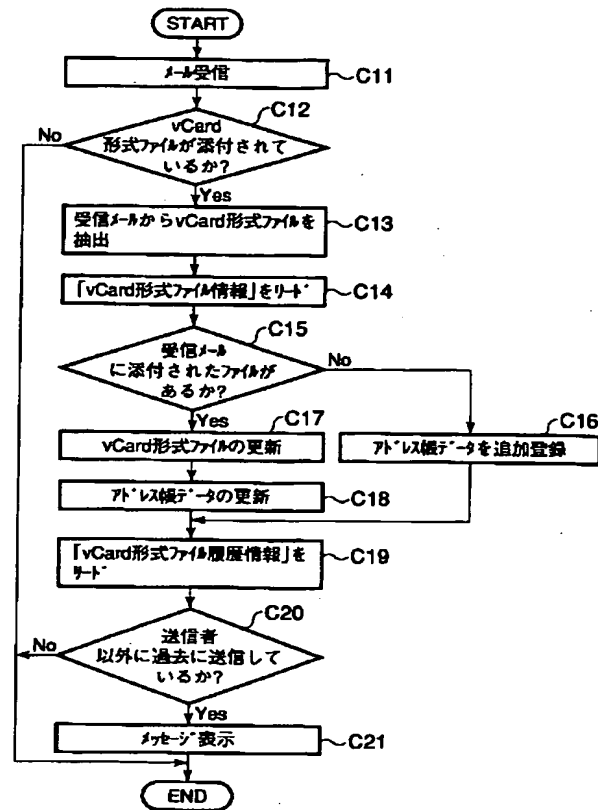 START
メール受信
C11
C12
vCard
形式ファイルが添付されて
いるか?
No
Yes
受信メールからvCard形式ファイルを
抽出
C13
「vCard形式ファイル情報」をリード
C14
C15
受信メール
に添付されたファイルが
あるか?
No
Yes
C17
vCard形式ファイルの更新
C16
アドレス帳データを追加登録
アドレス帳データの更新
C18
「vCard形式ファイル履歴情報」を
リード
C19
C20
送信者
以外に過去に送信して
いるか?
No
Yes
メッセージ表示
C21
END